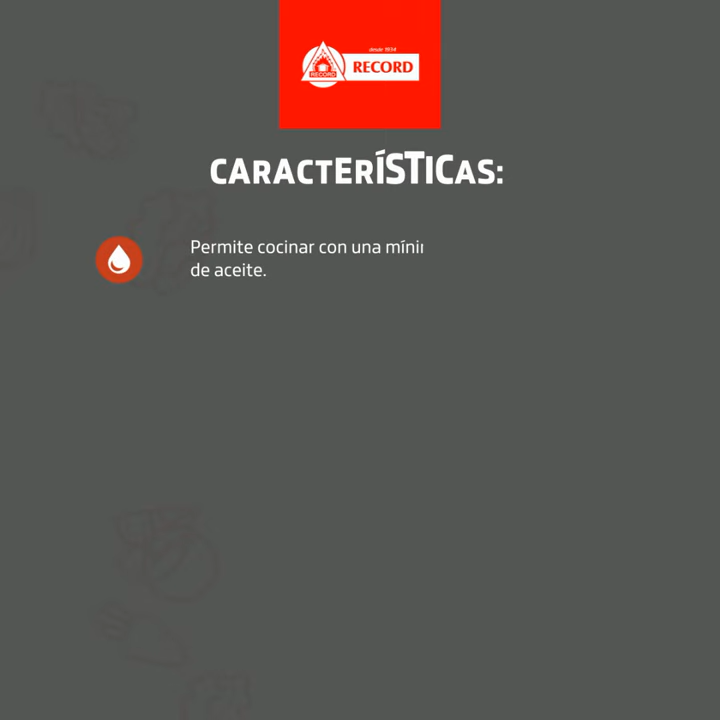 desde 1934
RECORD
RECORD
CARACTERÍSTICAS:
Permite cocinar con una
de aceite.